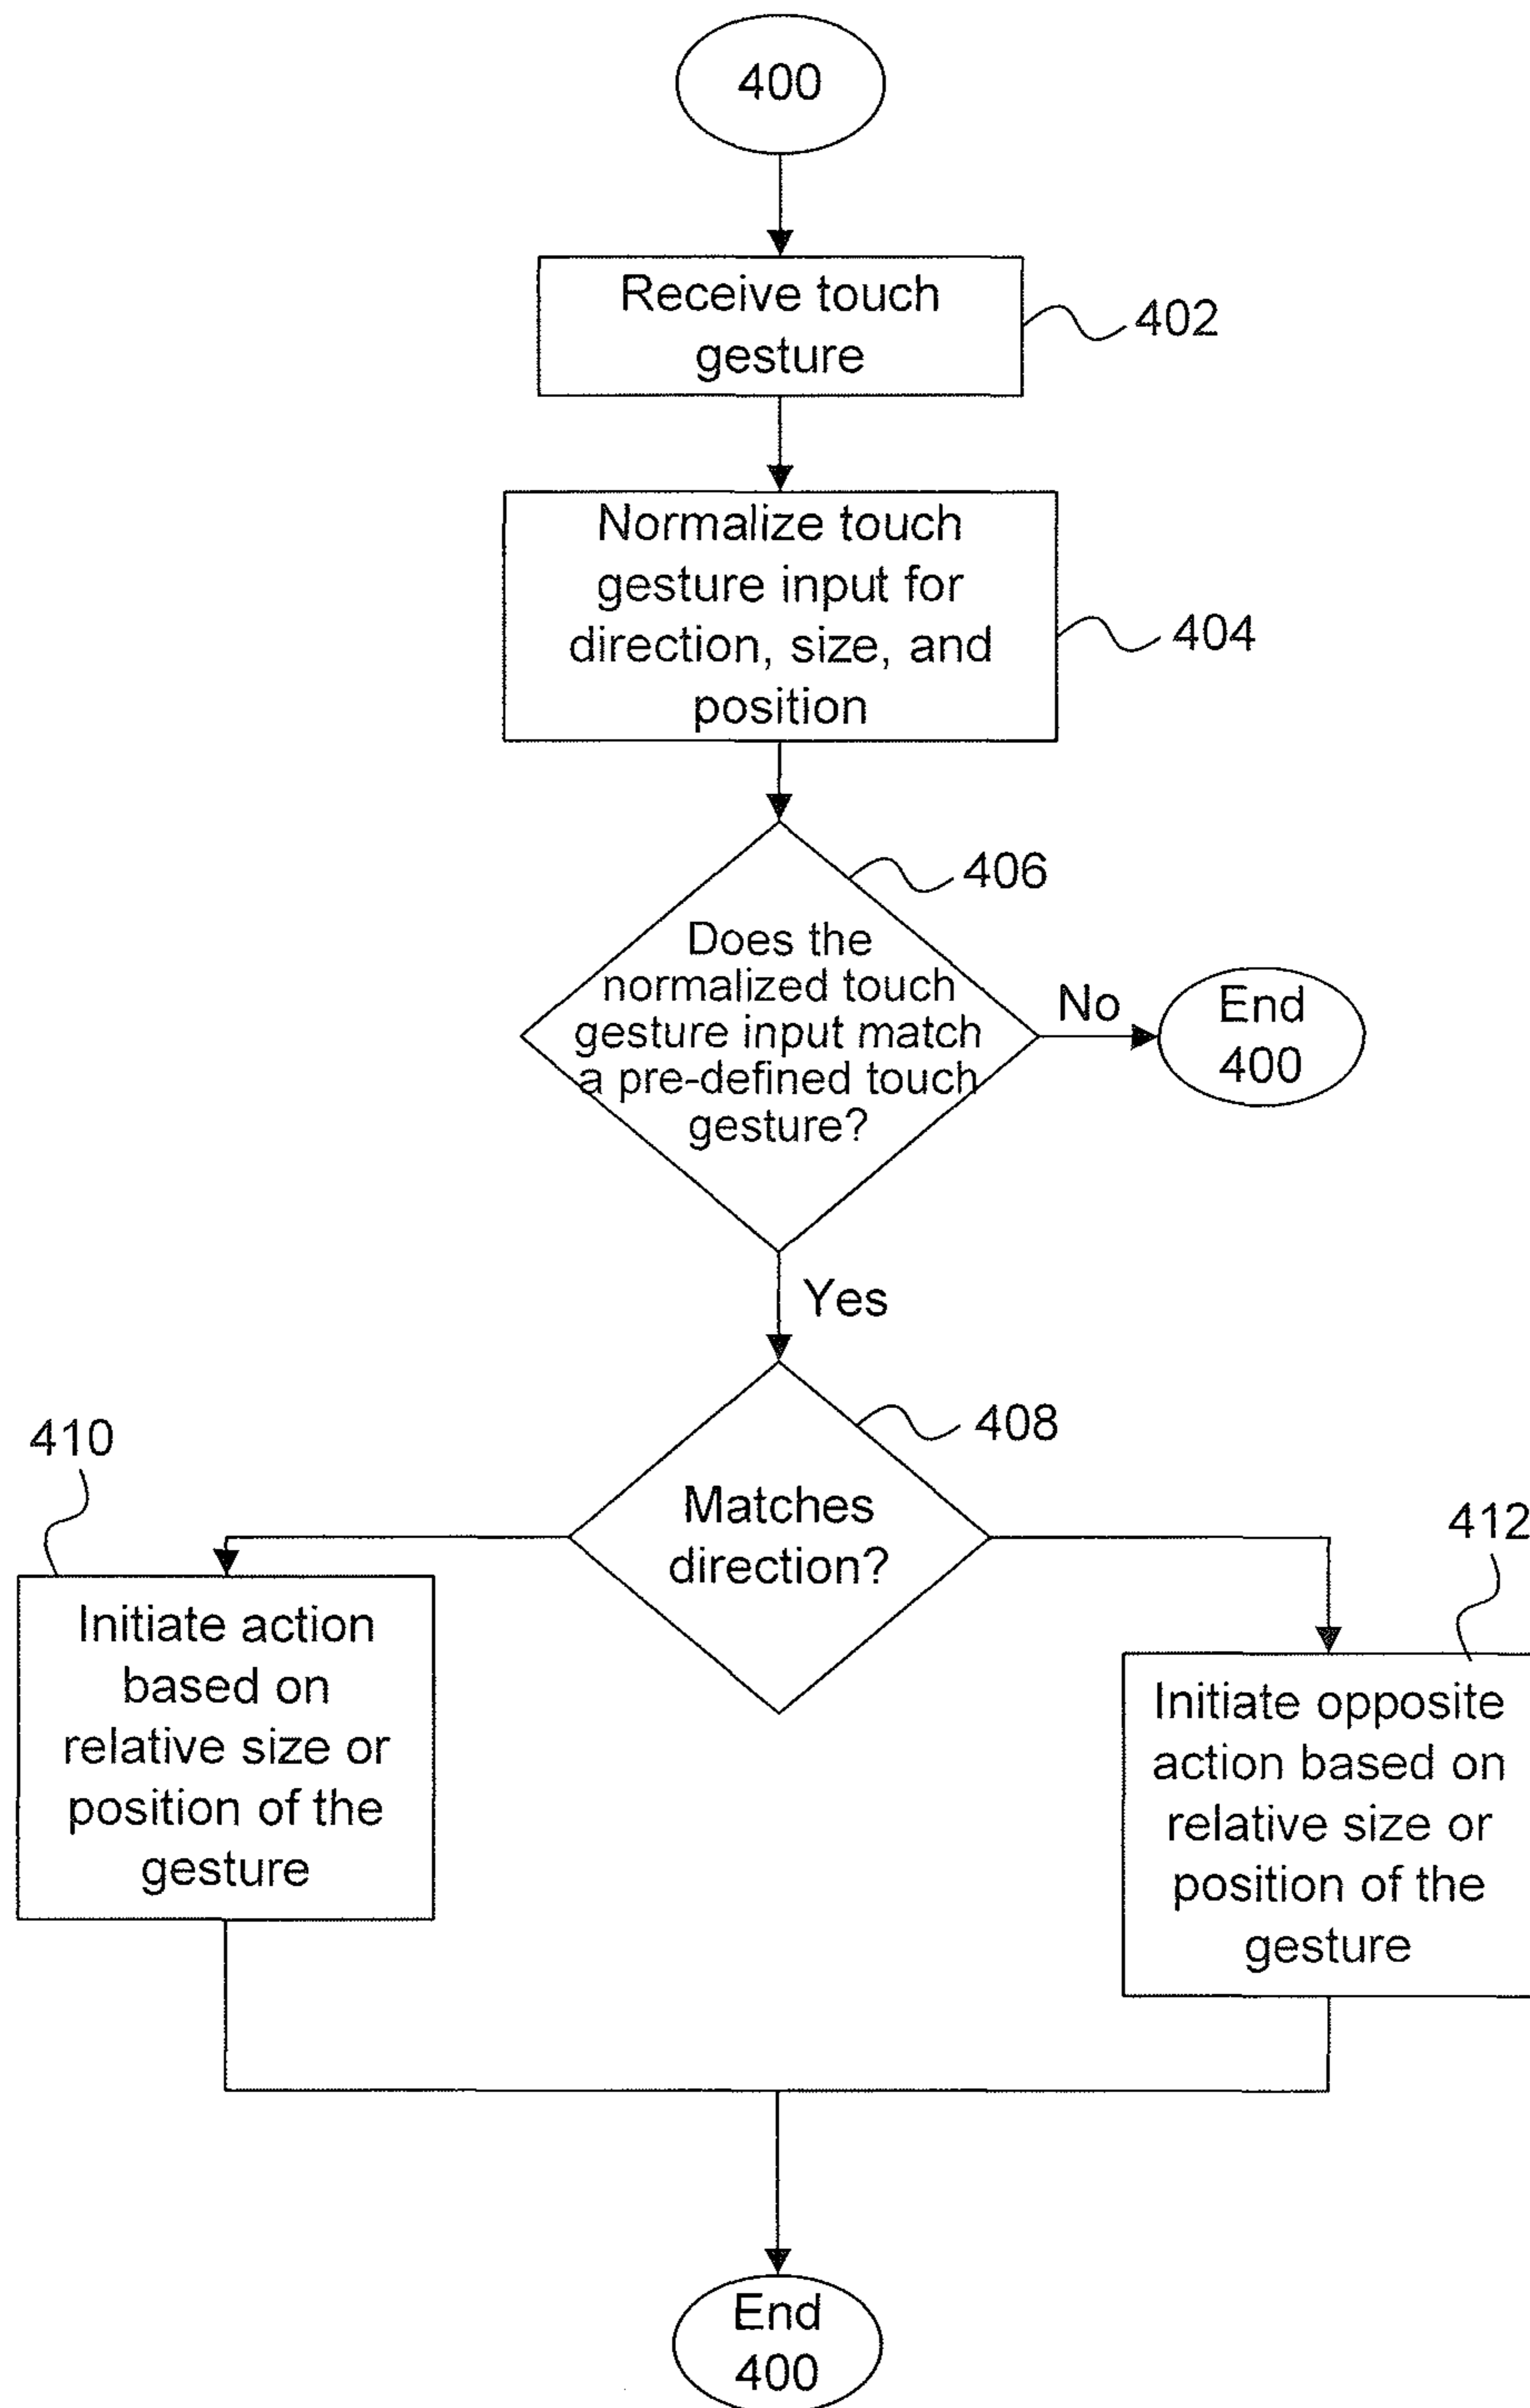 400
Receive touch
gesture
402
Normalize touch
gesture input for
direction, size, and
position
404
406
Does the
normalized touch
gesture input match
a pre-defined touch
gesture?
No
End
400
Yes
408
Matches
direction?
410
Initiate action
based on
relative size or
position of the
gesture
412
Initiate opposite
action based on
relative size or
position of the
gesture
End
400